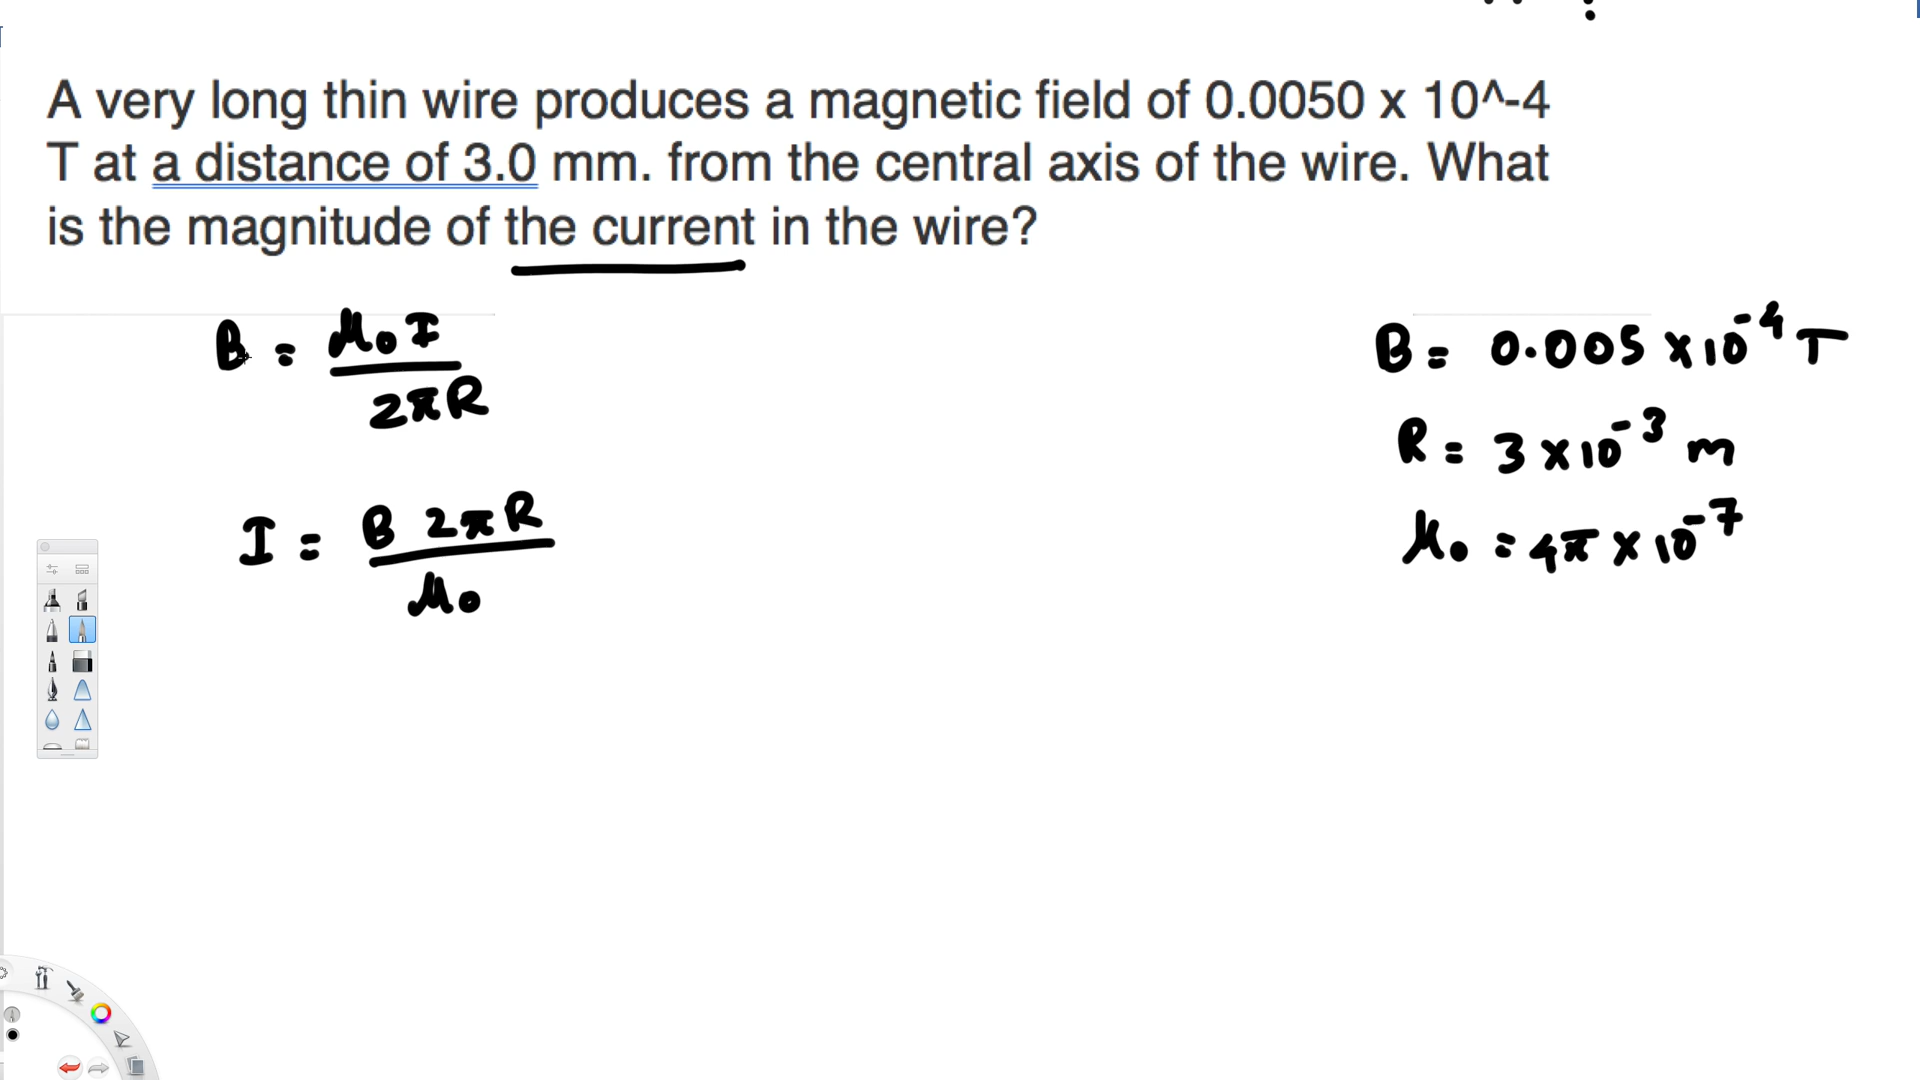 A very long thin wire produces a magnetic field of 0.0050 x 10^-4
T at a distance of 3.0 mm. from the central axis of the wire. What
is the magnitude of the current in the wire?
B = μ₀ I / 2πR
B = 0.005 × 10⁻⁴ T
R = 3 × 10⁻³ m
I = B 2πR / μ₀
μ₀ = 4π × 10⁻⁷